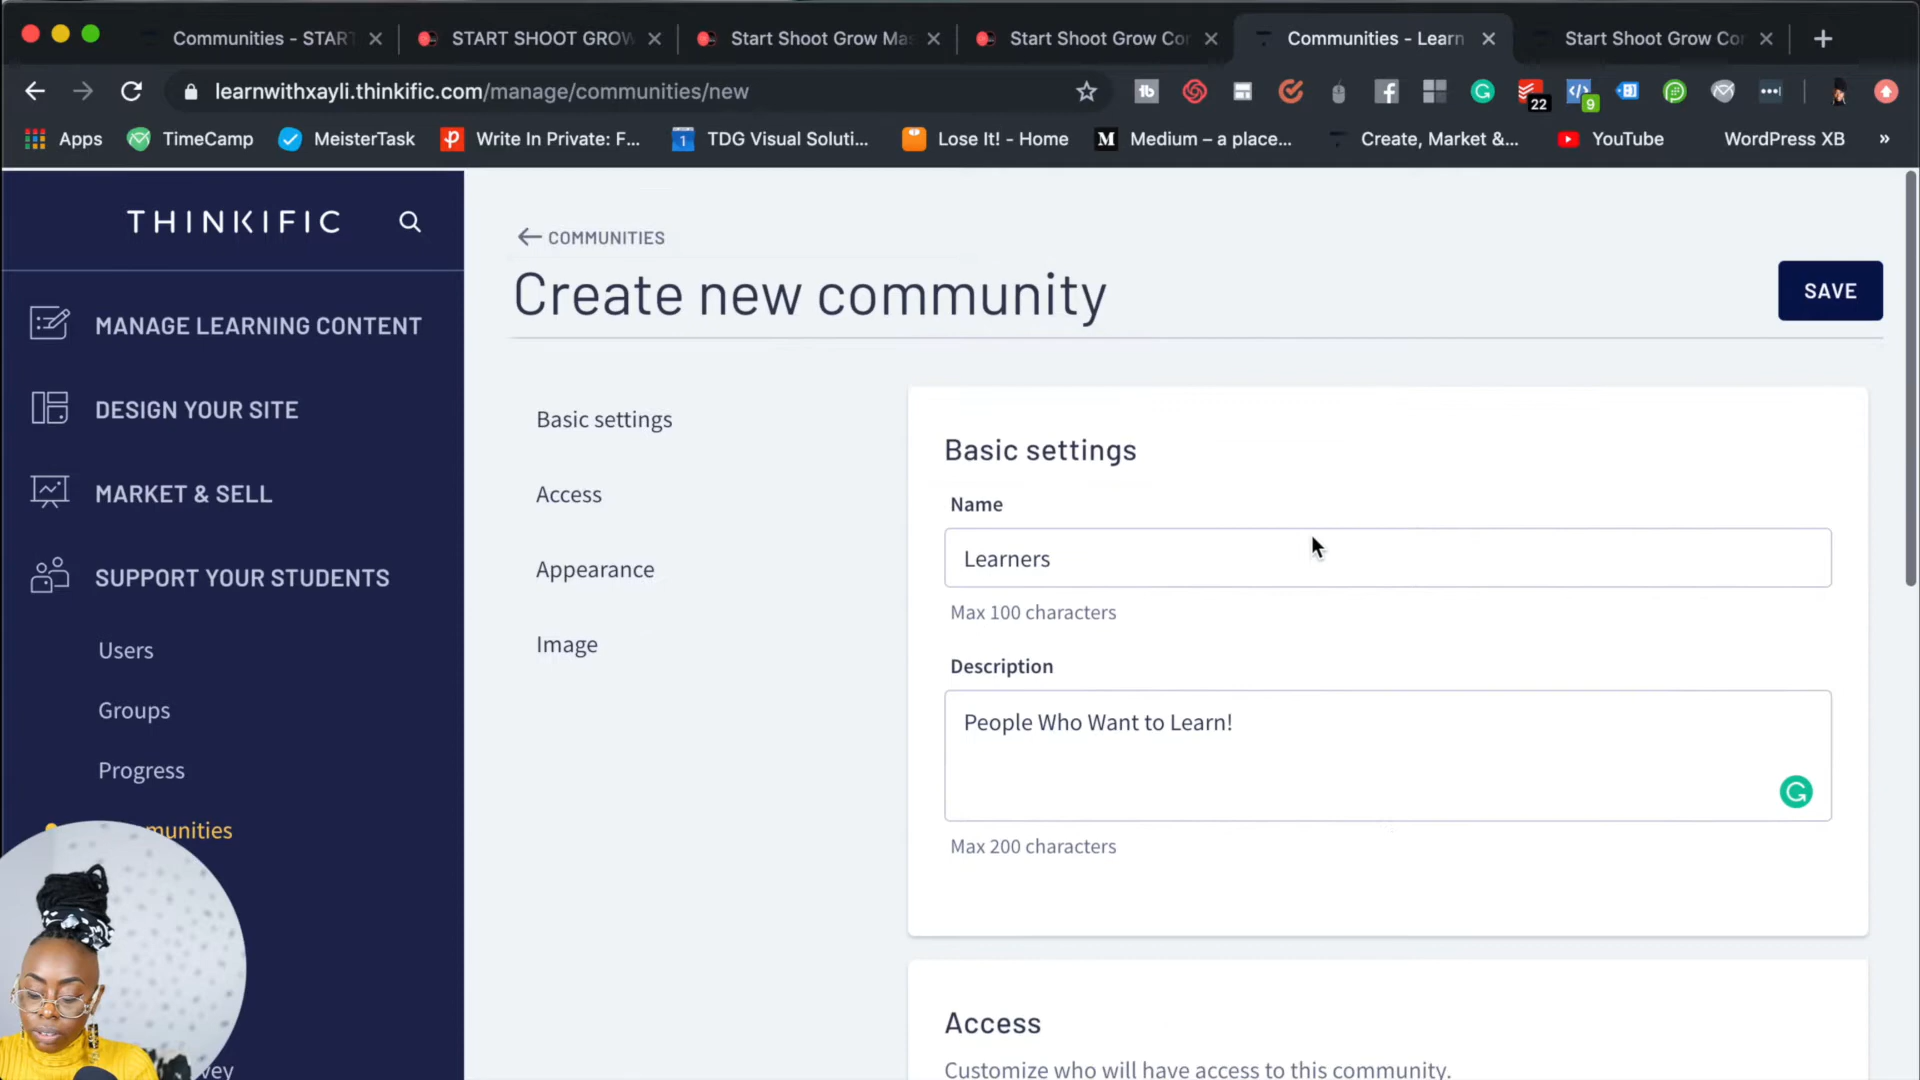 Communities - START
START SHOOT GROW
Start Shoot Grow Mas
Start Shoot Grow Co
Communities - Learn
Start Shoot Grow Co
learnwithxayli.thinkific.com/manage/communities/new
22
9
Apps
TimeCamp
MeisterTask
Write In Private: F...
TDG Visual Soluti...
Lose It! - Home
Medium – a place...
Create, Market &...
YouTube
WordPress XB
»
THINKIFIC
MANAGE LEARNING CONTENT
DESIGN YOUR SITE
MARKET & SELL
SUPPORT YOUR STUDENTS
Users
Groups
Progress
munities
vey
COMMUNITIES
Create new community
SAVE
Basic settings
Access
Appearance
Image
Basic settings
Name
Learners
Max 100 characters
Description
People Who Want to Learn!
Max 200 characters
Access
Customize who will have access to this community.